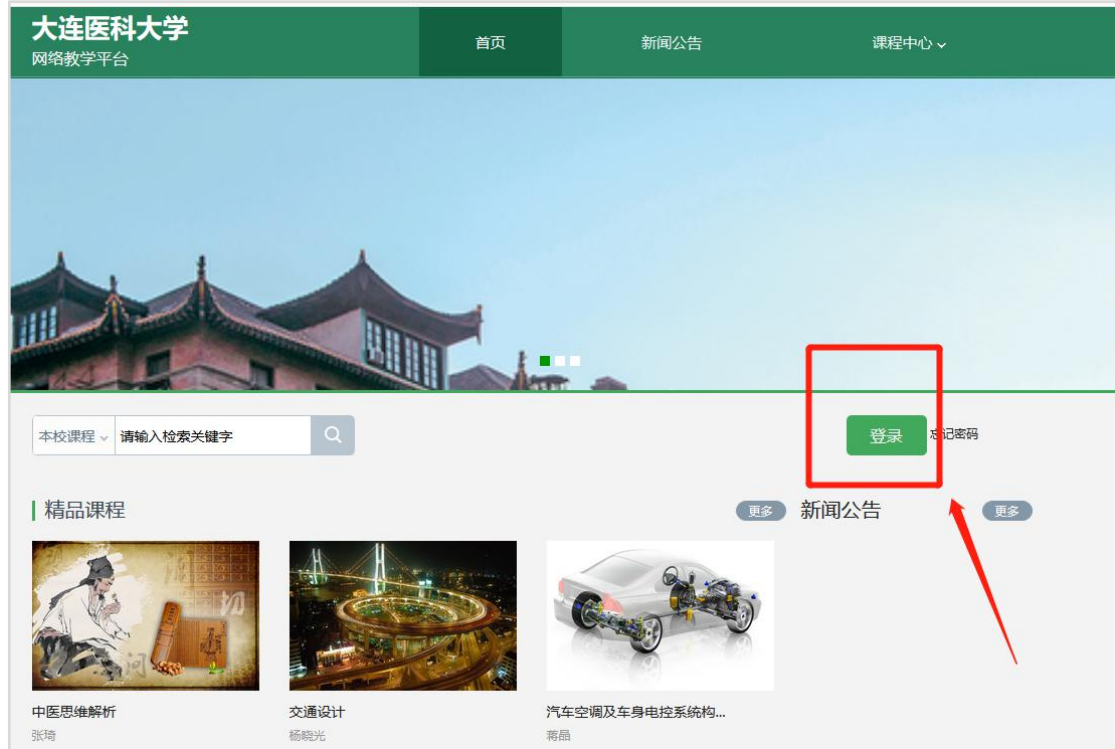 大连医科大学
网络教学平台
首页
新闻公告
课程中心
本校课程
请输入检索关键字
登录
忘记密码
精品课程
更多
新闻公告
更多
中医思维解析
张琦
交通设计
杨晓光
汽车空调及车身电控系统构...
蒋晶